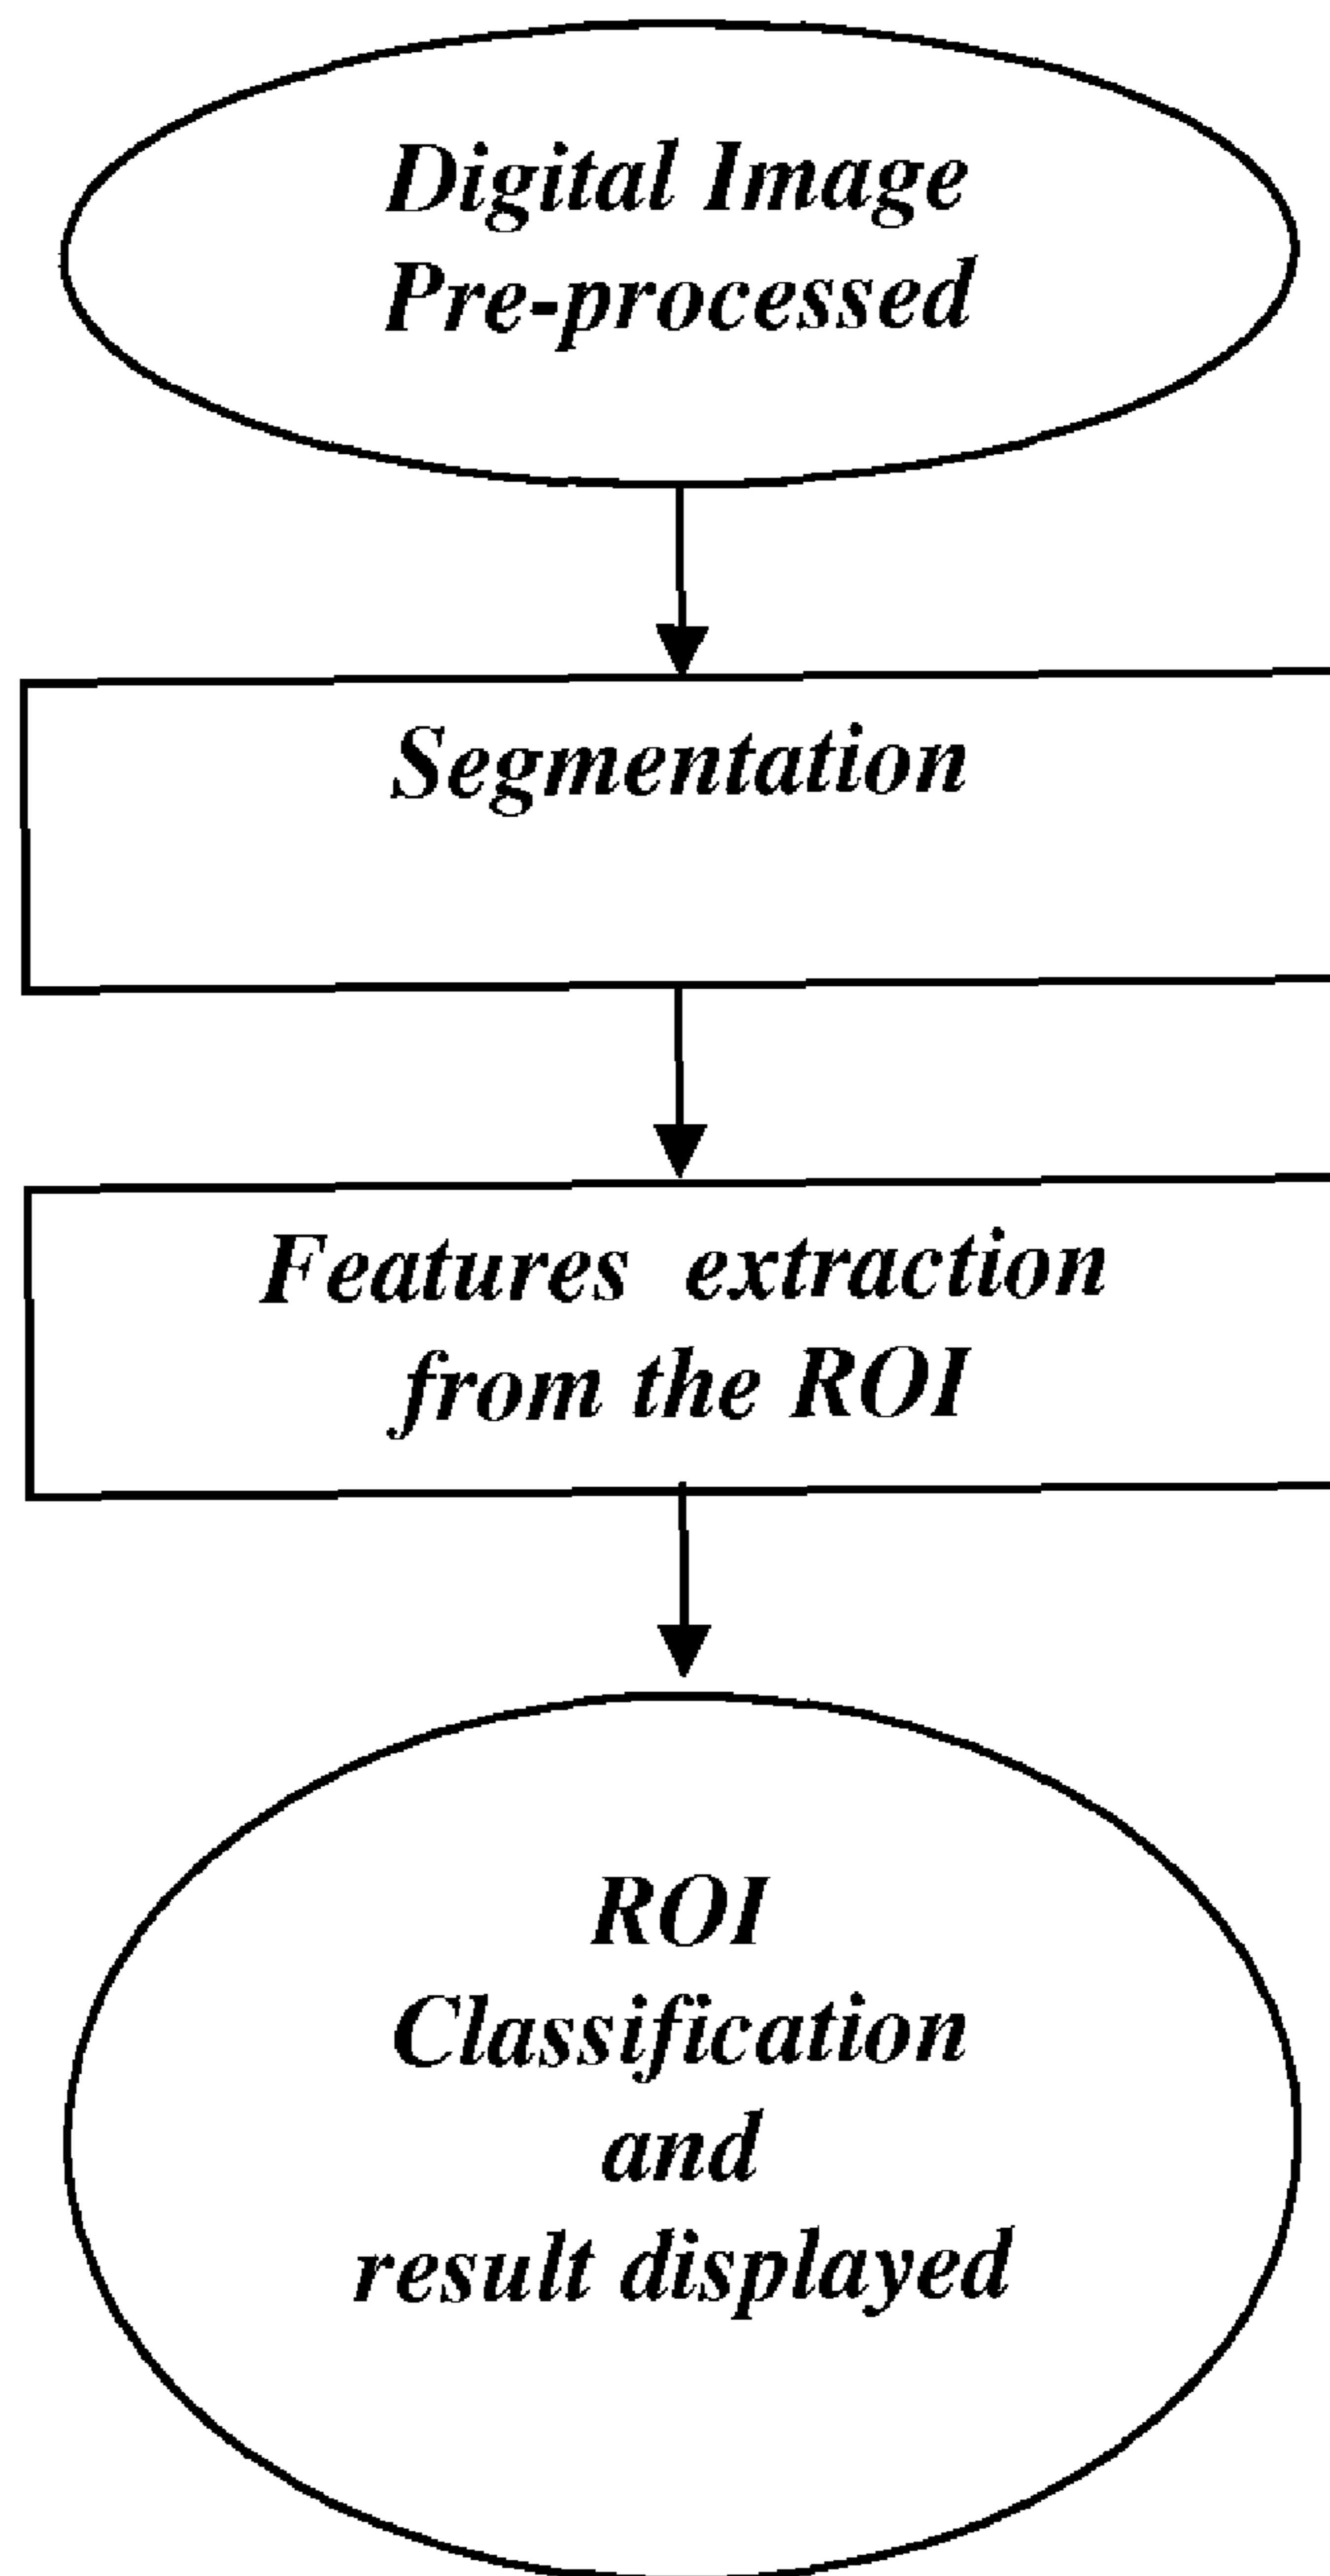 Digital Image
Pre-processed
Segmentation
Features extraction
from the ROI
ROI
Classification
and
result displayed